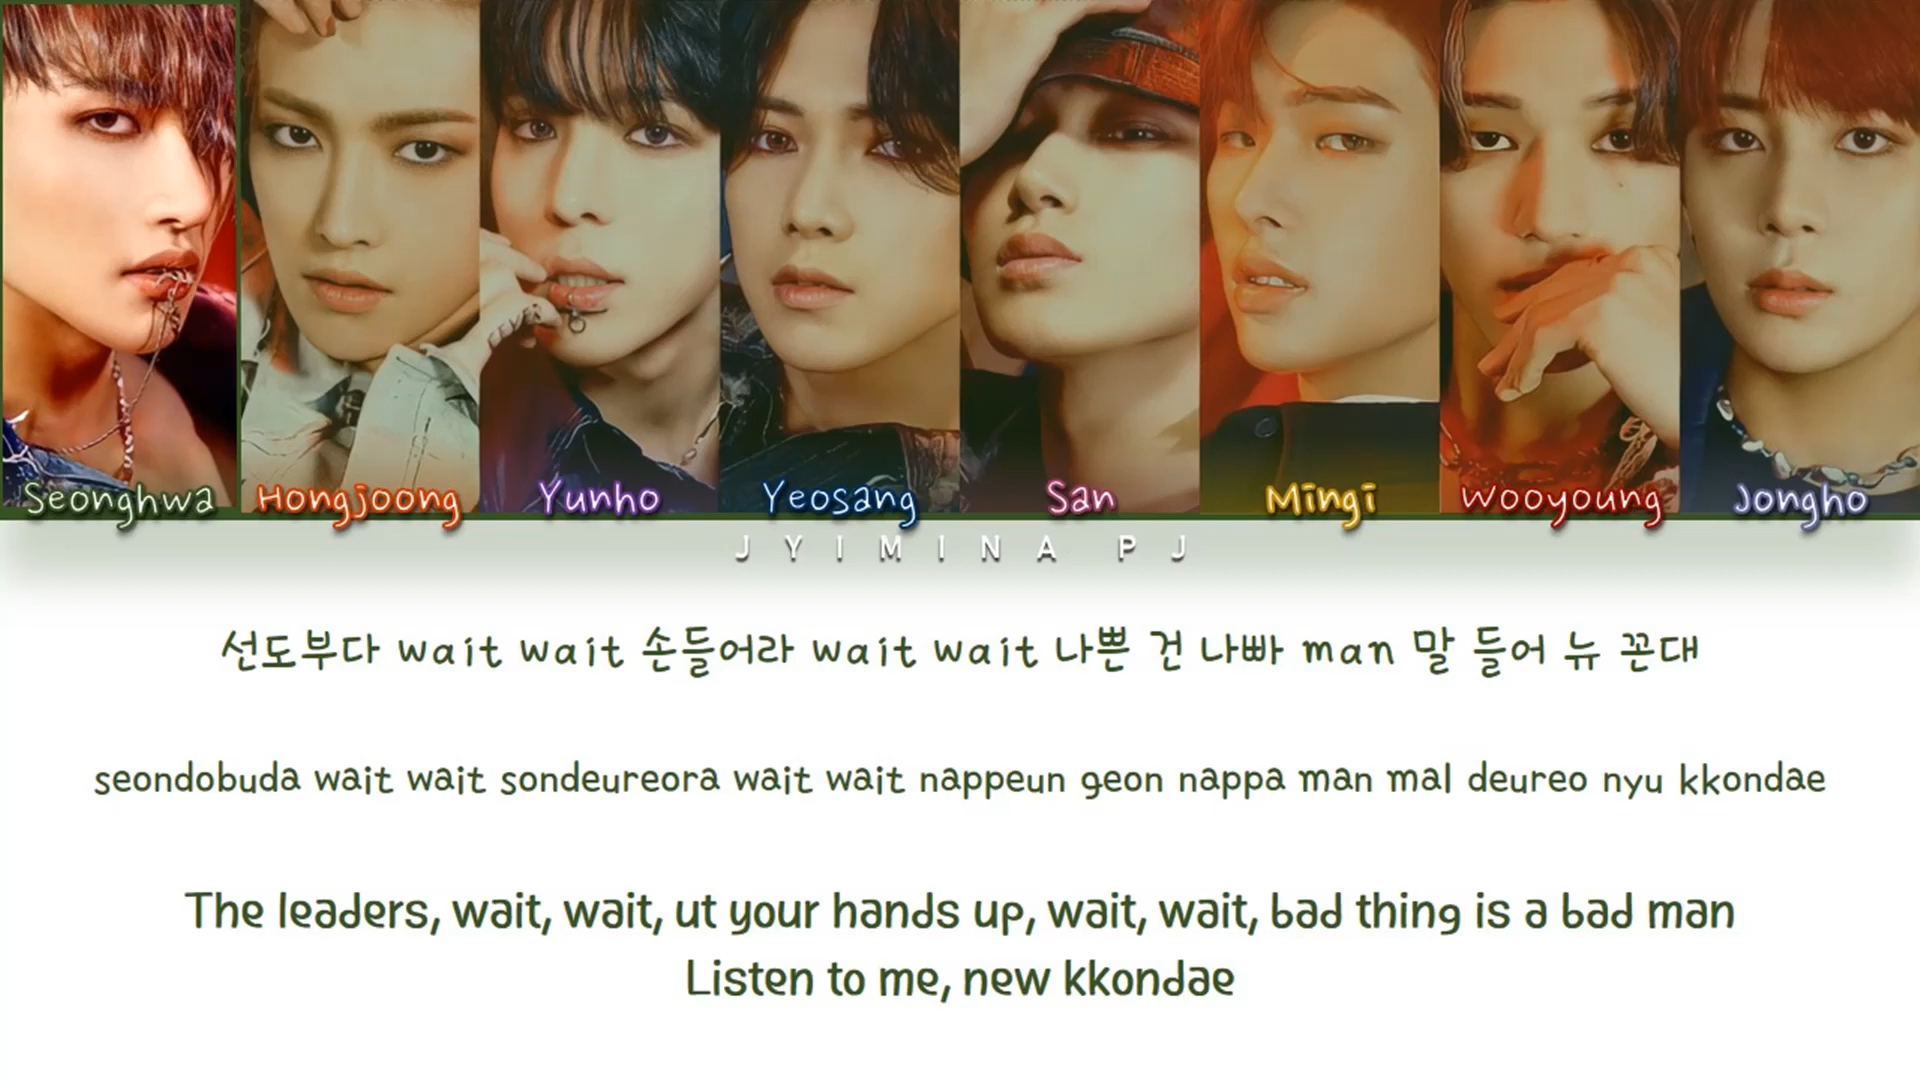 Seonghwa Hongjoong Yunho Yeosang San Mingi Wooyoung Jongho
JYIMINA PJ
선도부다 wait wait 손들어라 wait wait 나쁜 건 나빠 man 말 들어 뉴 꼰대
seondobuda wait wait sondeureora wait wait nappeun geon nappa man mal deureo nyu kkondae
The leaders, wait, wait, ut your hands up, wait, wait, bad thing is a bad man
Listen to me, new kkondae